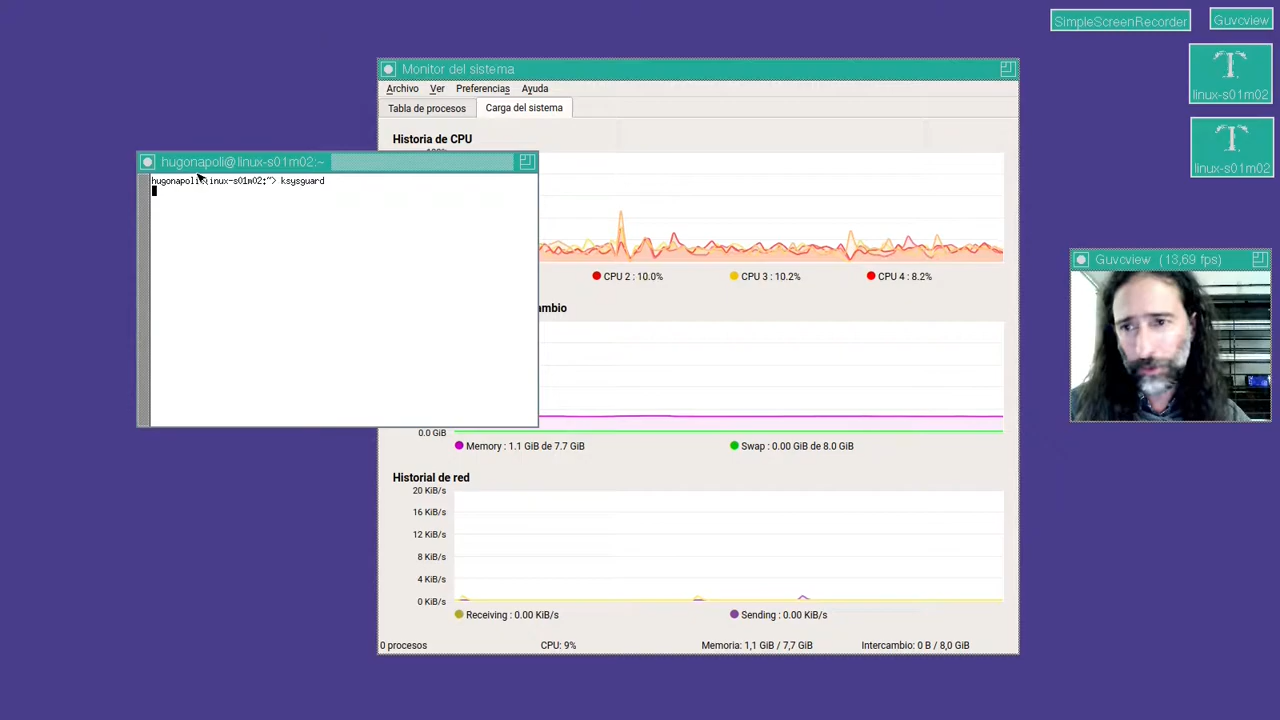 SimpleScreenRecorder
Guvcview
linux-s01m02
linux-s01m02
Monitor del sistema
Archivo Ver Preferencias Ayuda
Tabla de procesos Carga del sistema
Historia de CPU
hugonapoli@linux-s01m02:~
hugonapoli@linux-s01m02:~> ksysguard
CPU 2 : 10.0% CPU 3 : 10.2% CPU 4 : 8.2%
ambio
0.0 GiB
Memory : 1.1 GiB de 7.7 GiB Swap : 0.00 GiB de 8.0 GiB
Historial de red
20 KiB/s
16 KiB/s
12 KiB/s
8 KiB/s
4 KiB/s
0 KiB/s
Receiving : 0.00 KiB/s Sending : 0.00 KiB/s
0 procesos CPU: 9% Memoria: 1,1 GiB / 7,7 GiB Intercambio: 0 B / 8,0 GiB
Guvcview (13,69 fps)